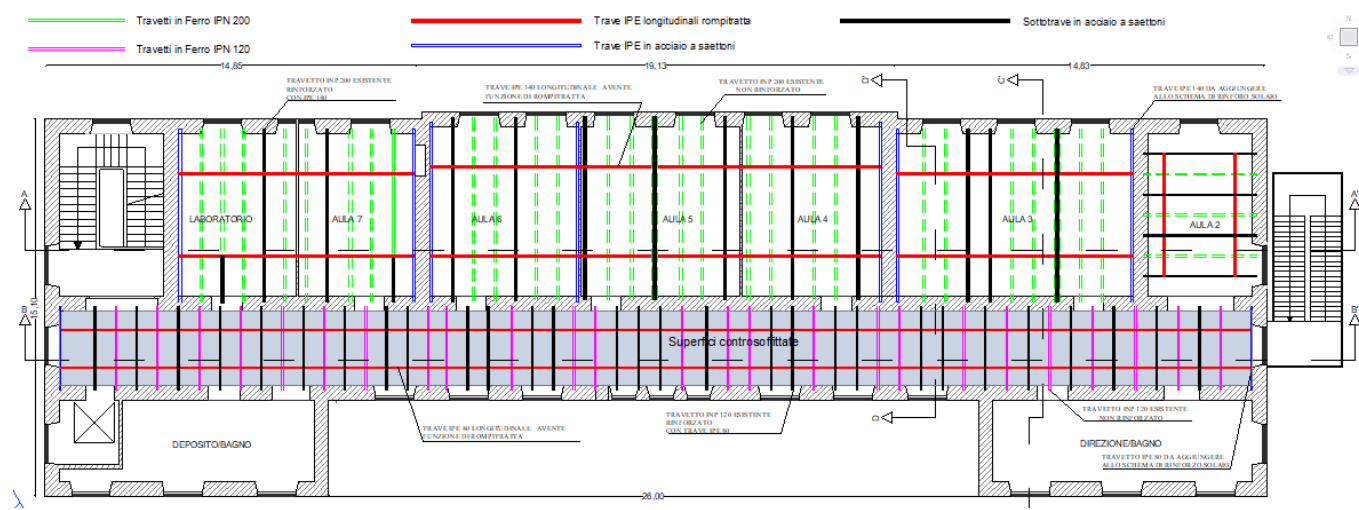 Travetti in Ferro IPN 200
Trave IPE longitudinali rompitratta
Sottotrave in acciaio a saettoni
Travetti in Ferro IPN 120
Trave IPE in acciaio a saettoni
14,85
19,13
14,83
TRAVETTO INP 200 ESISTENTE
RINFORZATO
CON IPE 140
TRAVE IPE 140 LONGITUDINALE AVENTE
FUNZIONE DI ROMPITRATTA
TRAVETTO INP 200 ESISTENTE
NON RINFORZATO
TRAVE IPE 140 DA AGGIUNGERE
ALLO SCHEMA DI RINFORO SOLAIO
D'
C'
A
LABORATORIO
AULA 7
AULA 6
AULA 5
AULA 4
AULA 3
AULA 2
A'
15,10
B
Superfici controsoffittate
B'
TRAVE IPE 80 LONGITUDINALE AVENTE
FUNZIONE DI ROMPITRATTA
TRAVETTO INP 120 ESISTENTE
RINFORZATO
CON TRAVE IPE 80
D
TRAVETTO INP 120 ESISTENTE
NON RINFORZATO
DEPOSITO/BAGNO
DIREZIONE/BAGNO
TRAVETTO IPE 80 DA AGGIUNGERE
ALLO SCHEMA DI RINFORZO SOLAIO
26,00